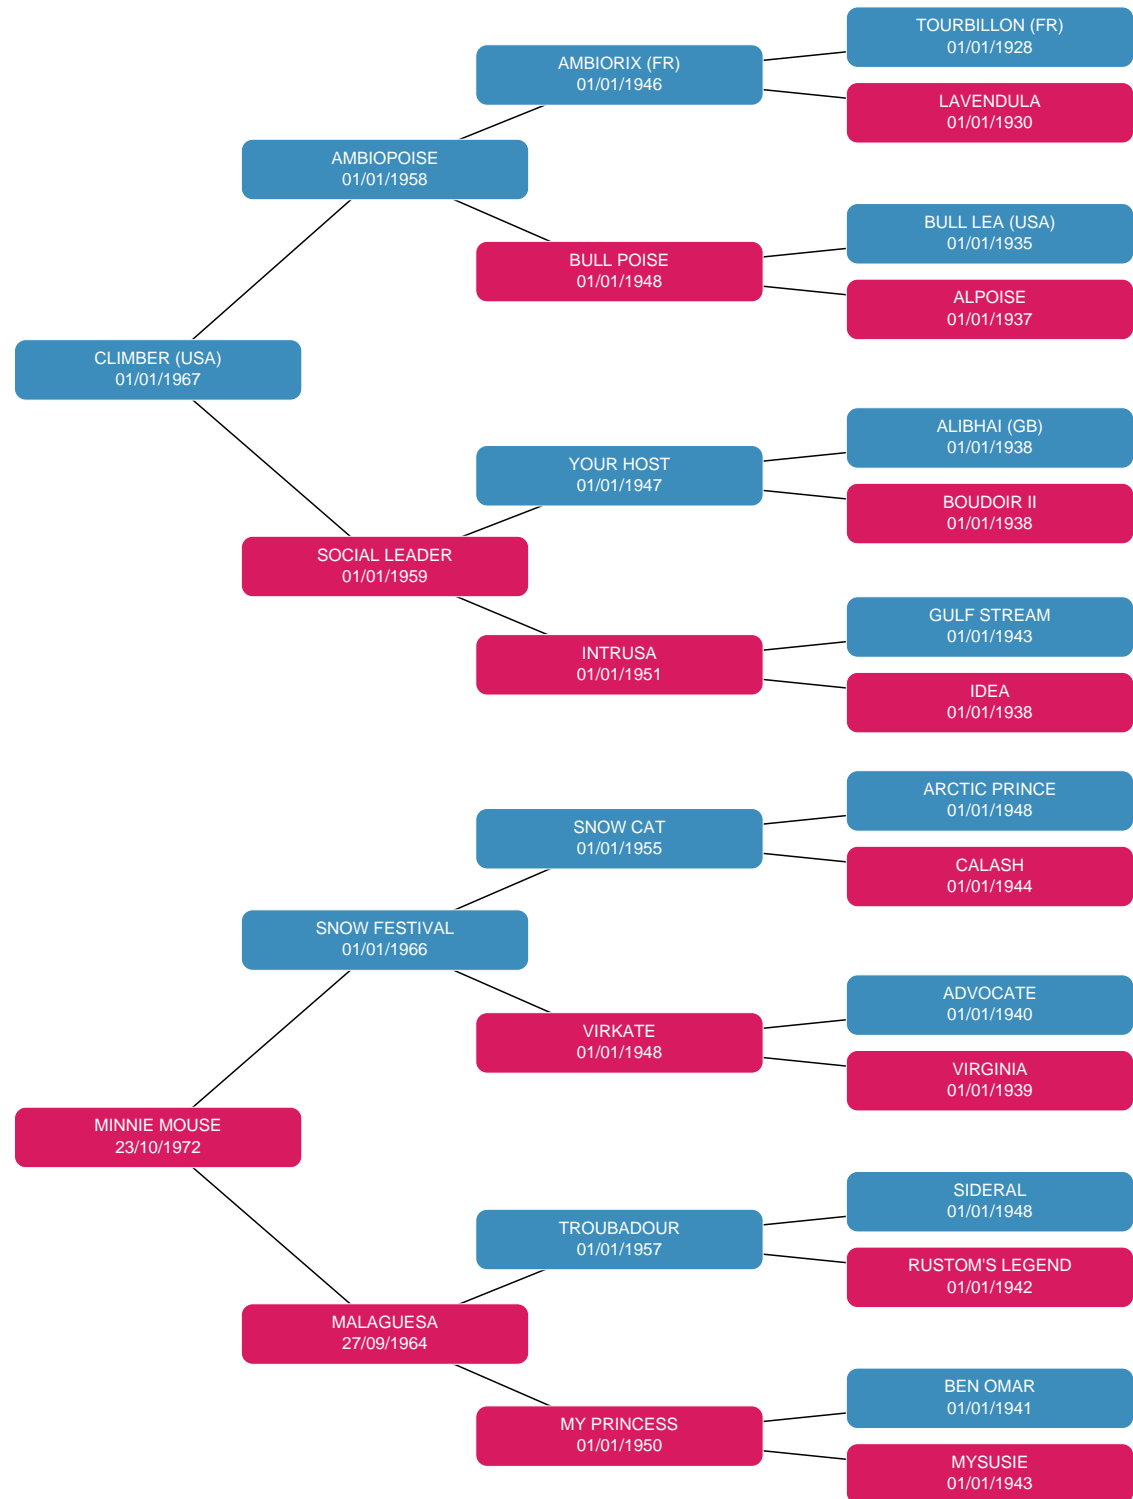 TOURBILLON (FR)
01/01/1928
AMBIORIX (FR)
01/01/1946
LAVENDULA
01/01/1930
AMBIOPOISE
01/01/1958
BULL LEA (USA)
01/01/1935
BULL POISE
01/01/1948
ALPOISE
01/01/1937
CLIMBER (USA)
01/01/1967
ALIBHAI (GB)
01/01/1938
YOUR HOST
01/01/1947
BOUDOIR II
01/01/1938
SOCIAL LEADER
01/01/1959
GULF STREAM
01/01/1943
INTRUSA
01/01/1951
IDEA
01/01/1938
ARCTIC PRINCE
01/01/1948
SNOW CAT
01/01/1955
CALASH
01/01/1944
SNOW FESTIVAL
01/01/1966
ADVOCATE
01/01/1940
VIRKATE
01/01/1948
VIRGINIA
01/01/1939
MINNIE MOUSE
23/10/1972
SIDERAL
01/01/1948
TROUBADOUR
01/01/1957
RUSTOM'S LEGEND
01/01/1942
MALAGUESA
27/09/1964
BEN OMAR
01/01/1941
MY PRINCESS
01/01/1950
MYSUSIE
01/01/1943